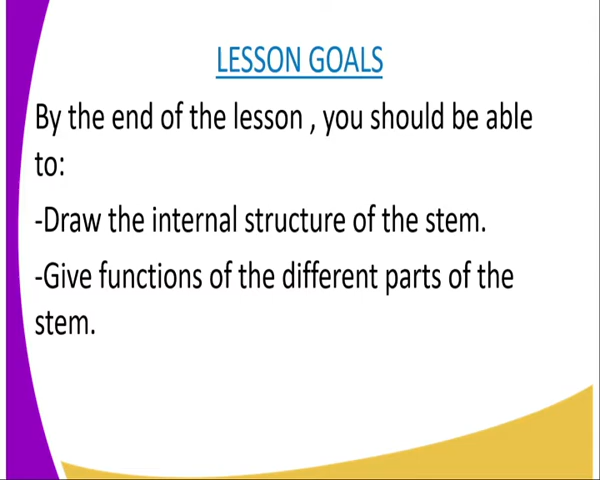 LESSON GOALS
By the end of the lesson , you should be able
to:
-Draw the internal structure of the stem.
-Give functions of the different parts of the
stem.